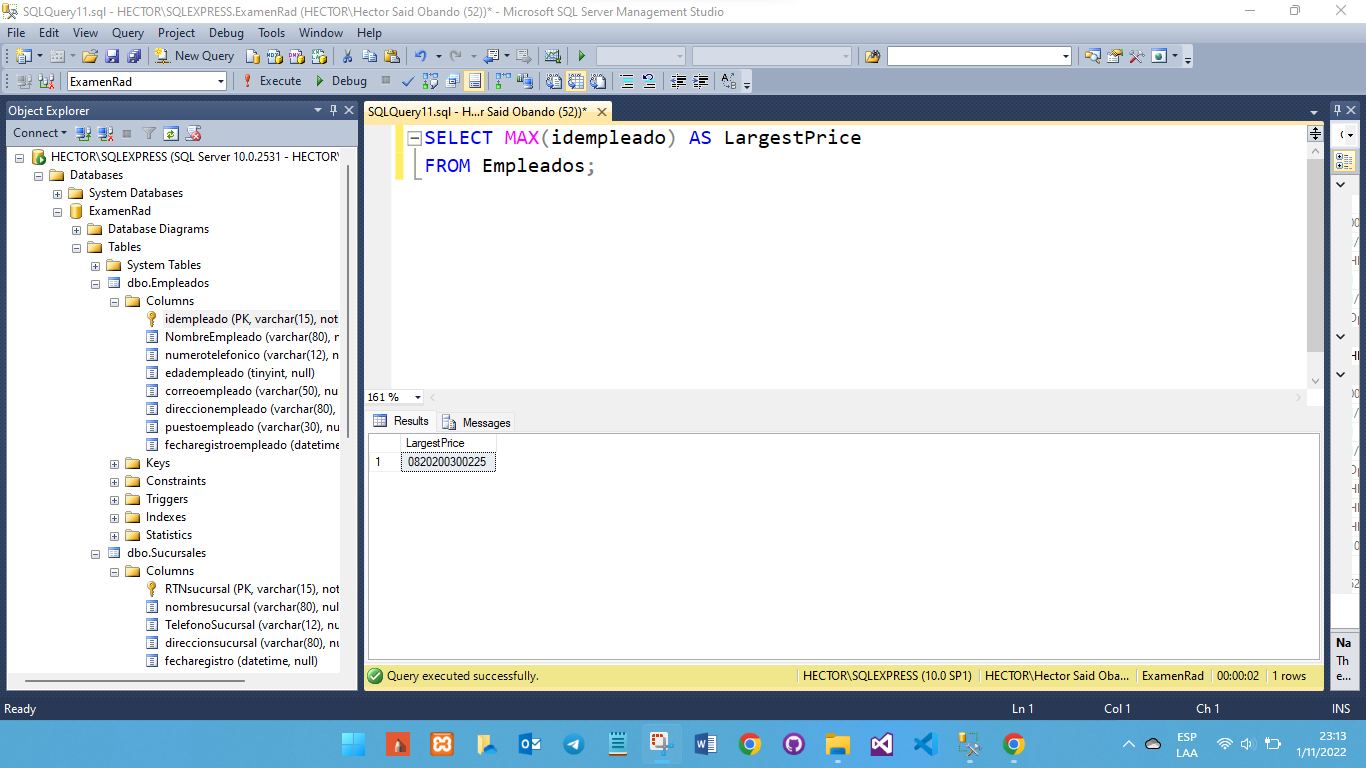 SQLQuery11.sql - HECTOR\SQLEXPRESS.ExamenRad (HECTOR\Hector Said Obando (52))* - Microsoft SQL Server Management Studio
File Edit View Query Project Debug Tools Window Help
New Query
ExamenRad Execute Debug
Object Explorer
Connect
HECTOR\SQLEXPRESS (SQL Server 10.0.2531 - HECTOR\
Databases
System Databases
ExamenRad
Database Diagrams
Tables
System Tables
dbo.Empleados
Columns
idempleado (PK, varchar(15), not
NombreEmpleado (varchar(80), n
numerotelefonico (varchar(12), n
edadempleado (tinyint, null)
correoempleado (varchar(50), nu
direccionempleado (varchar(80),
puestoempleado (varchar(30), nu
fecharegistroempleado (datetime
Keys
Constraints
Triggers
Indexes
Statistics
dbo.Sucursales
Columns
RTNsucursal (PK, varchar(15), not
nombresucursal (varchar(80), nul
TelefonoSucursal (varchar(12), nu
direccionsucursal (varchar(80), nu
fecharegistro (datetime, null)
SQLQuery11.sql - H...r Said Obando (52))*
SELECT MAX(idempleado) AS LargestPrice
FROM Empleados;
161 %
Results Messages
LargestPrice
1 0820200300225
Query executed successfully. HECTOR\SQLEXPRESS (10.0 SP1) HECTOR\Hector Said Oba... ExamenRad 00:00:02 1 rows
Na
Th
e...
Ready Ln 1 Col 1 Ch 1 INS
ESP
LAA
23:13
1/11/2022